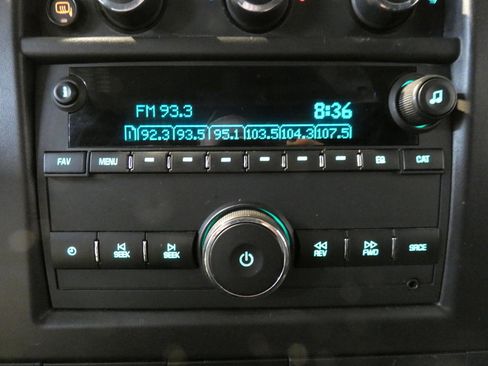 FM 93.3 8:36
1 92.3 93.5 95.1 103.5 104.3 107.5
FAV MENU EQ CAT
SEEK SEEK REV FWD SRCE